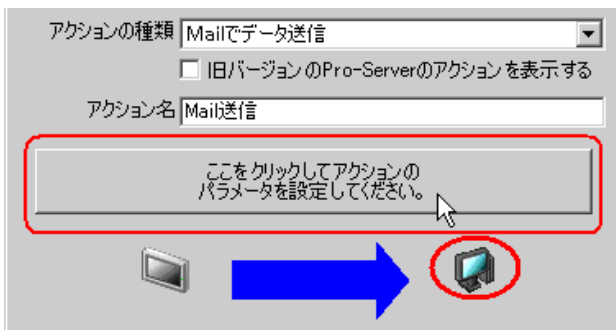 アクションの種類 Mailでデータ送信
旧バージョンのPro-Serverのアクションを表示する
アクション名 Mail送信
ここをクリックしてアクションの
パラメータを設定してください。